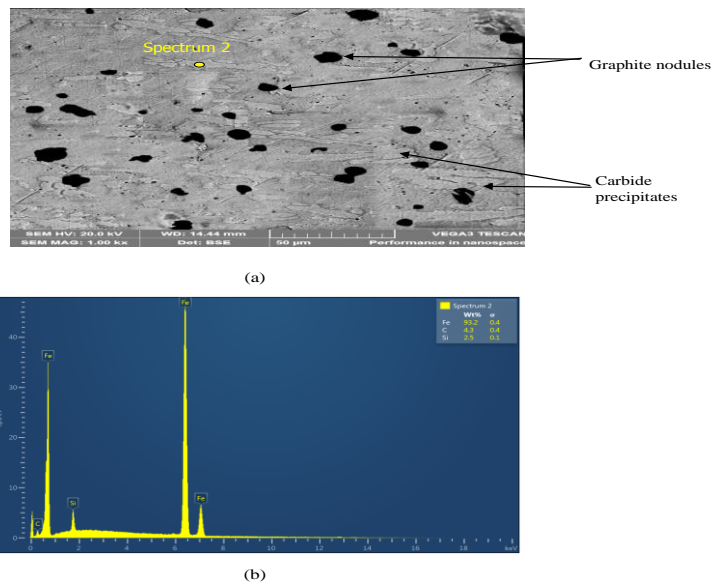 Spectrum 2
Graphite nodules
Carbide
precipitates
SEM HV: 20.0 kV WD: 14.44 mm VEGA3 TESCAN
SEM MAG: 1.00 kx Det: BSE 50 µm Performance in nanospace
(a)
Spectrum 2
Wt% σ
Fe 93.2 0.4
C 4.3 0.4
Si 2.5 0.1
Fe
Fe
C
Si
Fe
40
30
20
10
0
0 2 4 6 8 10 12 14 16 18 keV
(b)